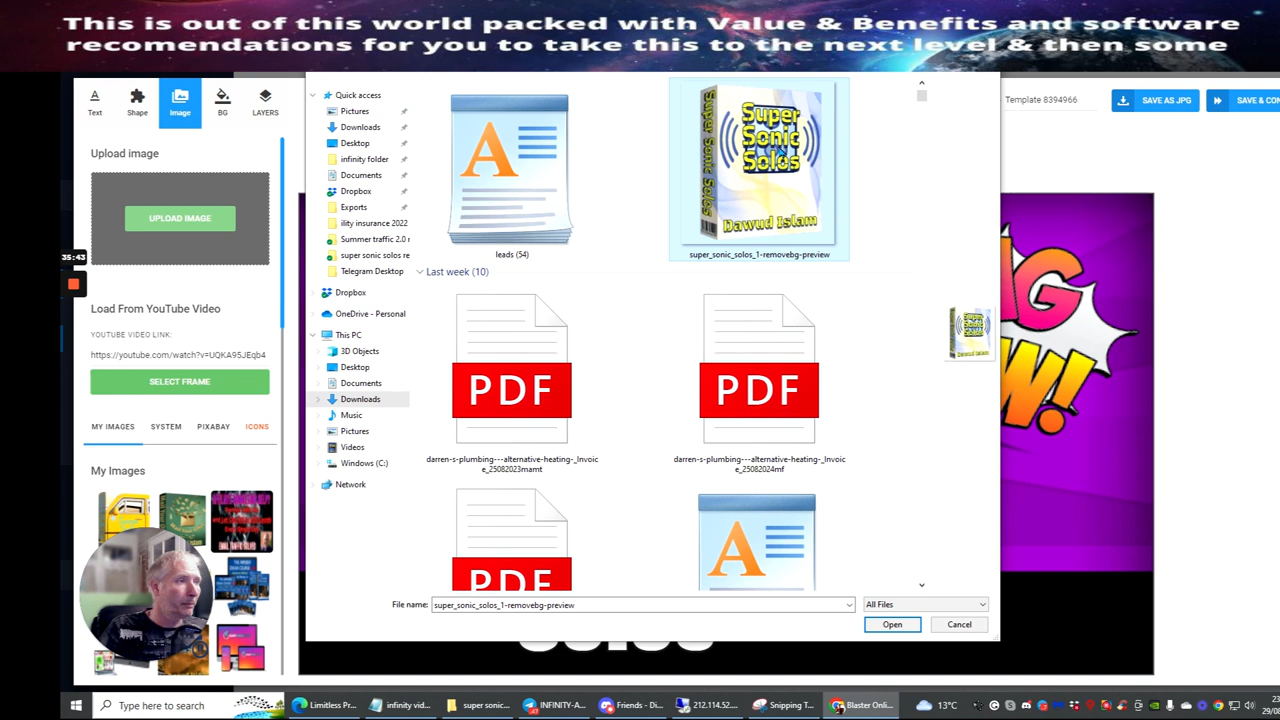 This is out of this world packed with Value & Benefits and software
recomendations for you to take this to the next level & then some
Text
Shape
Image
BG
LAYERS
Upload image
UPLOAD IMAGE
35:43
Load From YouTube Video
YOUTUBE VIDEO LINK:
https://youtube.com/watch?v=UQKA95JEqb4
SELECT FRAME
MY IMAGES
SYSTEM
PIXABAY
ICONS
My Images
Quick access
Pictures
Downloads
Desktop
infinity folder
Documents
Dropbox
Exports
ility insurance 2022
Summer traffic 2.0 r
super sonic solos re
Telegram Desktop
Dropbox
OneDrive - Personal
This PC
3D Objects
Desktop
Documents
Downloads
Music
Pictures
Videos
Windows (C:)
Network
leads (54)
Super Sonic Solos
Super
Sonic
Solos
Dawud Islam
super_sonic_solos_1-removebg-preview
Last week (10)
PDF
darren-s-plumbing---alternative-heating-_Invoic
e_25082023mamt
PDF
darren-s-plumbing---alternative-heating-_Invoic
e_25082024mf
PDF
File name:
super_sonic_solos_1-removebg-preview
All Files
Open
Cancel
Template 8394966
SAVE AS JPG
SAVE & CON
Type here to search
Limitless Pr...
infinity vid...
super sonic...
INFINITY-A...
Friends - Di...
212.114.52....
Snipping T...
Blaster Onli...
13°C